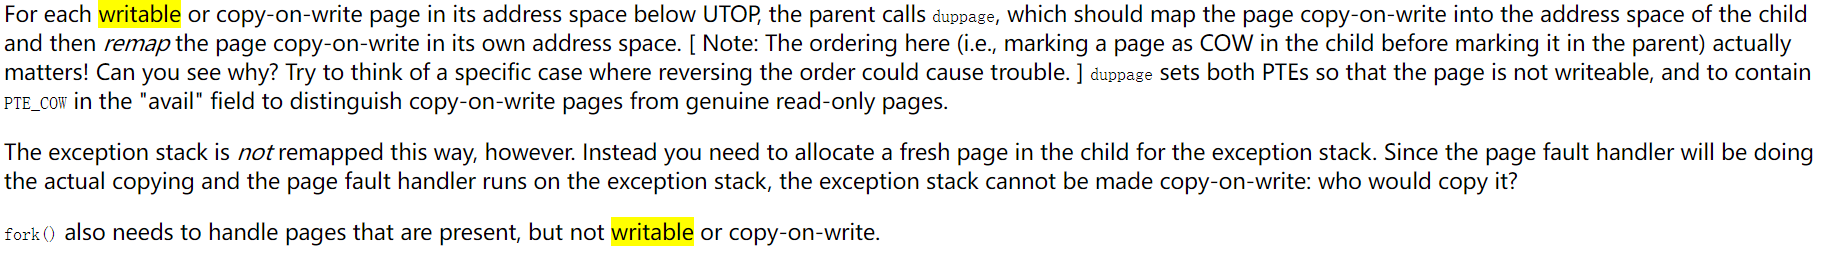 For each writable or copy-on-write page in its address space below UTOP, the parent calls duppage, which should map the page copy-on-write into the address space of the child
and then remap the page copy-on-write in its own address space. [ Note: The ordering here (i.e., marking a page as COW in the child before marking it in the parent) actually
matters! Can you see why? Try to think of a specific case where reversing the order could cause trouble. ] duppage sets both PTEs so that the page is not writeable, and to contain
PTE_COW in the "avail" field to distinguish copy-on-write pages from genuine read-only pages.
The exception stack is not remapped this way, however. Instead you need to allocate a fresh page in the child for the exception stack. Since the page fault handler will be doing
the actual copying and the page fault handler runs on the exception stack, the exception stack cannot be made copy-on-write: who would copy it?
fork() also needs to handle pages that are present, but not writable or copy-on-write.